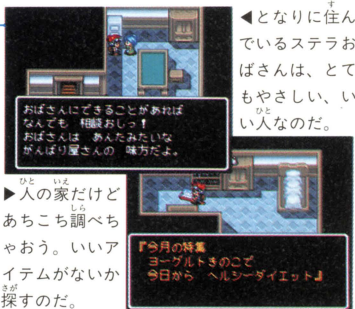 ◀となりに住ん
でいるステラお
ばさんは、とて
もやさしい、い
い人なのだ。
おばさんにできることがあれば
なんでも 相談おしっ!
おばさんは あんたみたいな
がんばり屋さんの 味方だよ。
▶人の家だけど
あちこち調べち
ゃおう。いいア
イテムがないか
探すのだ。
『今月の特集
ヨーグルトきのこで
今日から ヘルシーダイエット』